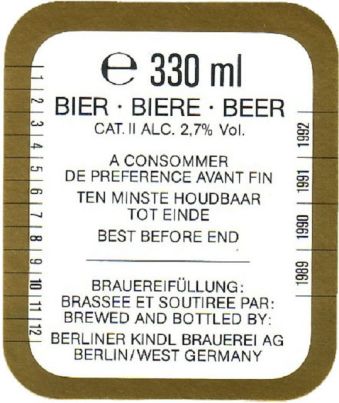 ℮ 330 ml
BIER · BIERE · BEER
CAT. II ALC. 2,7% Vol.
A CONSOMMER
DE PREFERENCE AVANT FIN
TEN MINSTE HOUDBAAR
TOT EINDE
BEST BEFORE END
BRAUEREIFÜLLUNG:
BRASSEE ET SOUTIREE PAR:
BREWED AND BOTTLED BY:
BERLINER KINDL BRAUEREI AG
BERLIN/WEST GERMANY
1 2 3 4 5 6 7 8 9 10 11 12
1992 1991 1990 1989